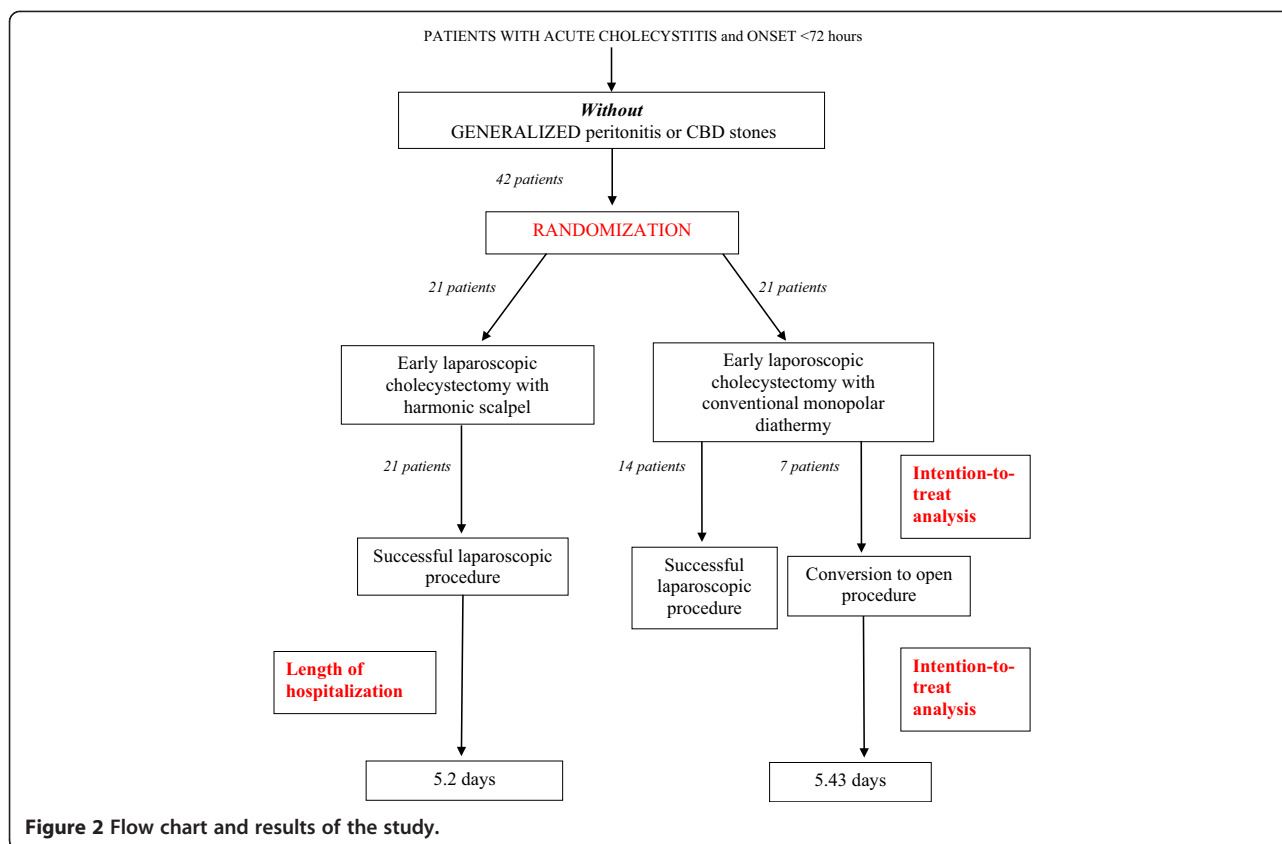 PATIENTS WITH ACUTE CHOLECYSTITIS and ONSET <72 hours
Without
GENERALIZED peritonitis or CBD stones
42 patients
RANDOMIZATION
21 patients
21 patients
Early laparoscopic
cholecystectomy with
harmonic scalpel
Early laporoscopic
cholecystectomy with
conventional monopolar
diathermy
21 patients
14 patients
7 patients
Intention-to-
treat
analysis
Successful laparoscopic
procedure
Successful
laparoscopic
procedure
Conversion to open
procedure
Length of
hospitalization
Intention-to-
treat
analysis
5.2 days
5.43 days
Figure 2 Flow chart and results of the study.